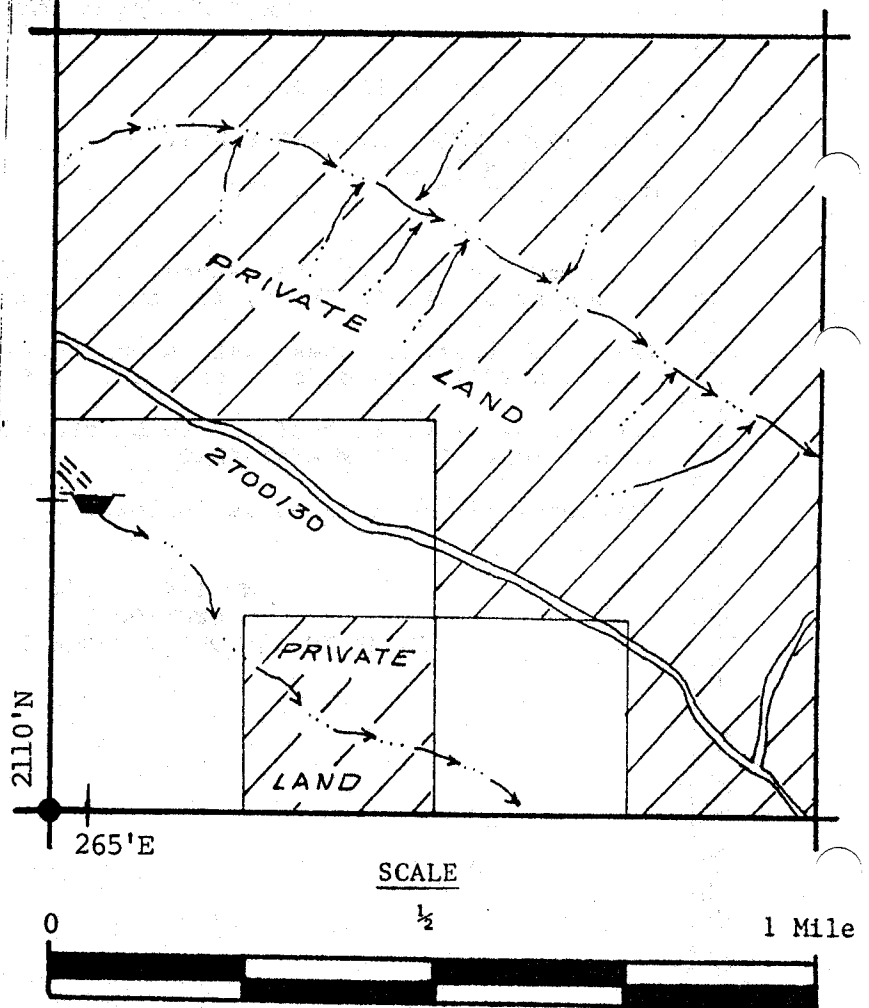 PRIVATE
LAND
2700130
PRIVATE
LAND
2110'N
265'E
SCALE
0 ½ 1 Mile